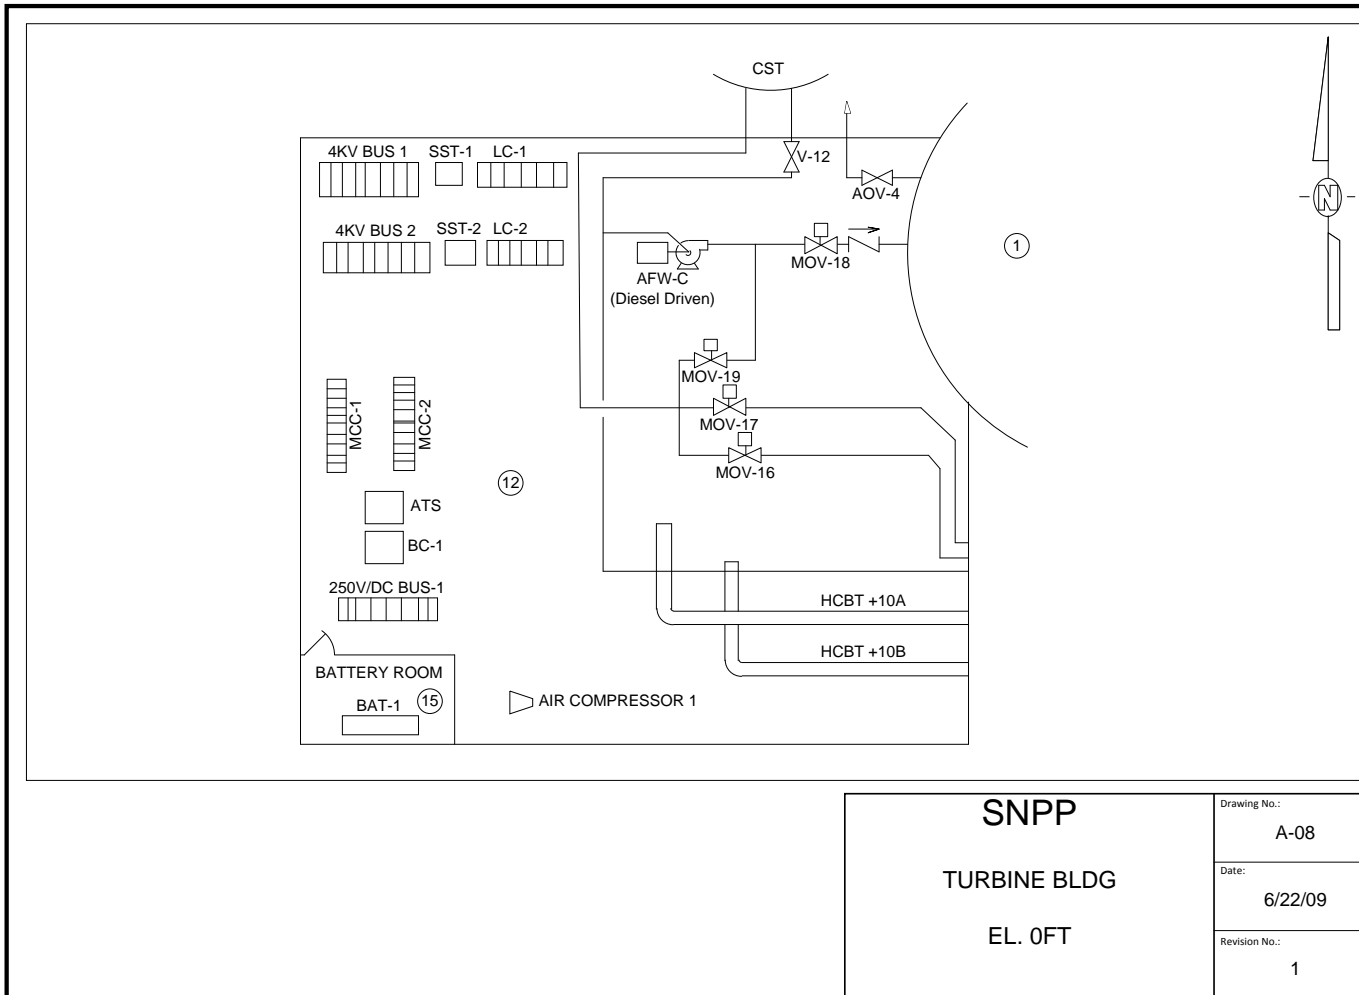 CST
4KV BUS 1
SST-1
LC-1
V-12
AOV-4
4KV BUS 2
SST-2
LC-2
1
MOV-18
AFW-C
(Diesel Driven)
N
MOV-19
MOV-17
MOV-16
MCC-1
MCC-2
12
ATS
BC-1
250V/DC BUS-1
HCBT +10A
HCBT +10B
BATTERY ROOM
BAT-1
15
AIR COMPRESSOR 1
SNPP
TURBINE BLDG
EL. 0FT
Drawing No.:
A-08
Date:
6/22/09
Revision No.:
1